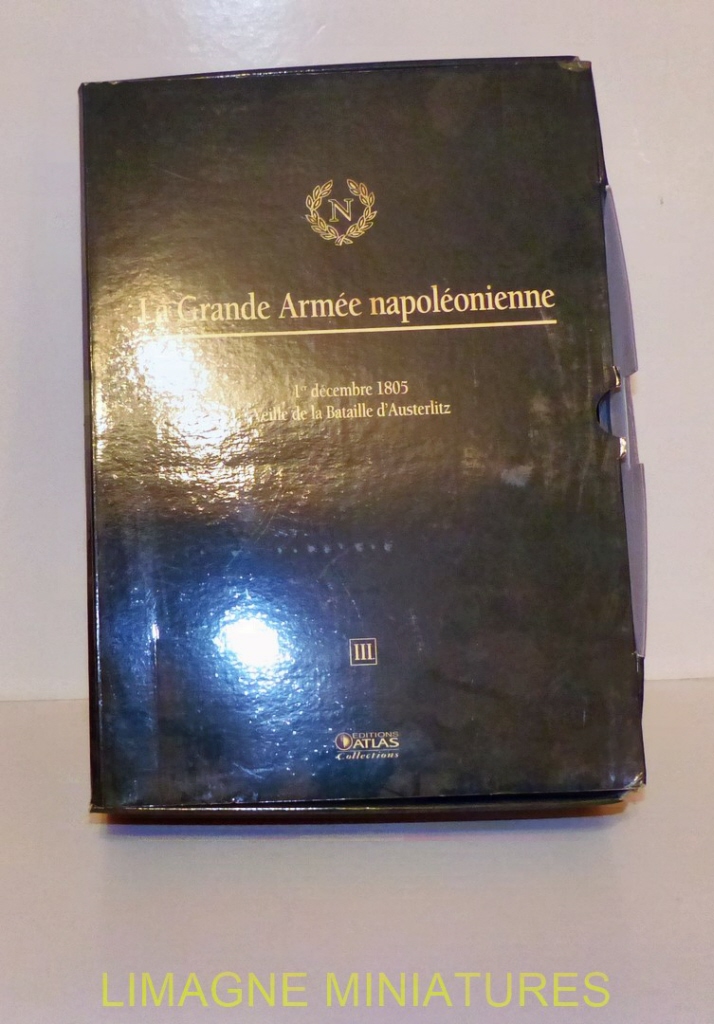 N
La Grande Armée napoléonienne
1er décembre 1805
Veille de la Bataille d'Austerlitz
III
EDITIONS
ATLAS
Collections
LIMAGNE MINIATURES